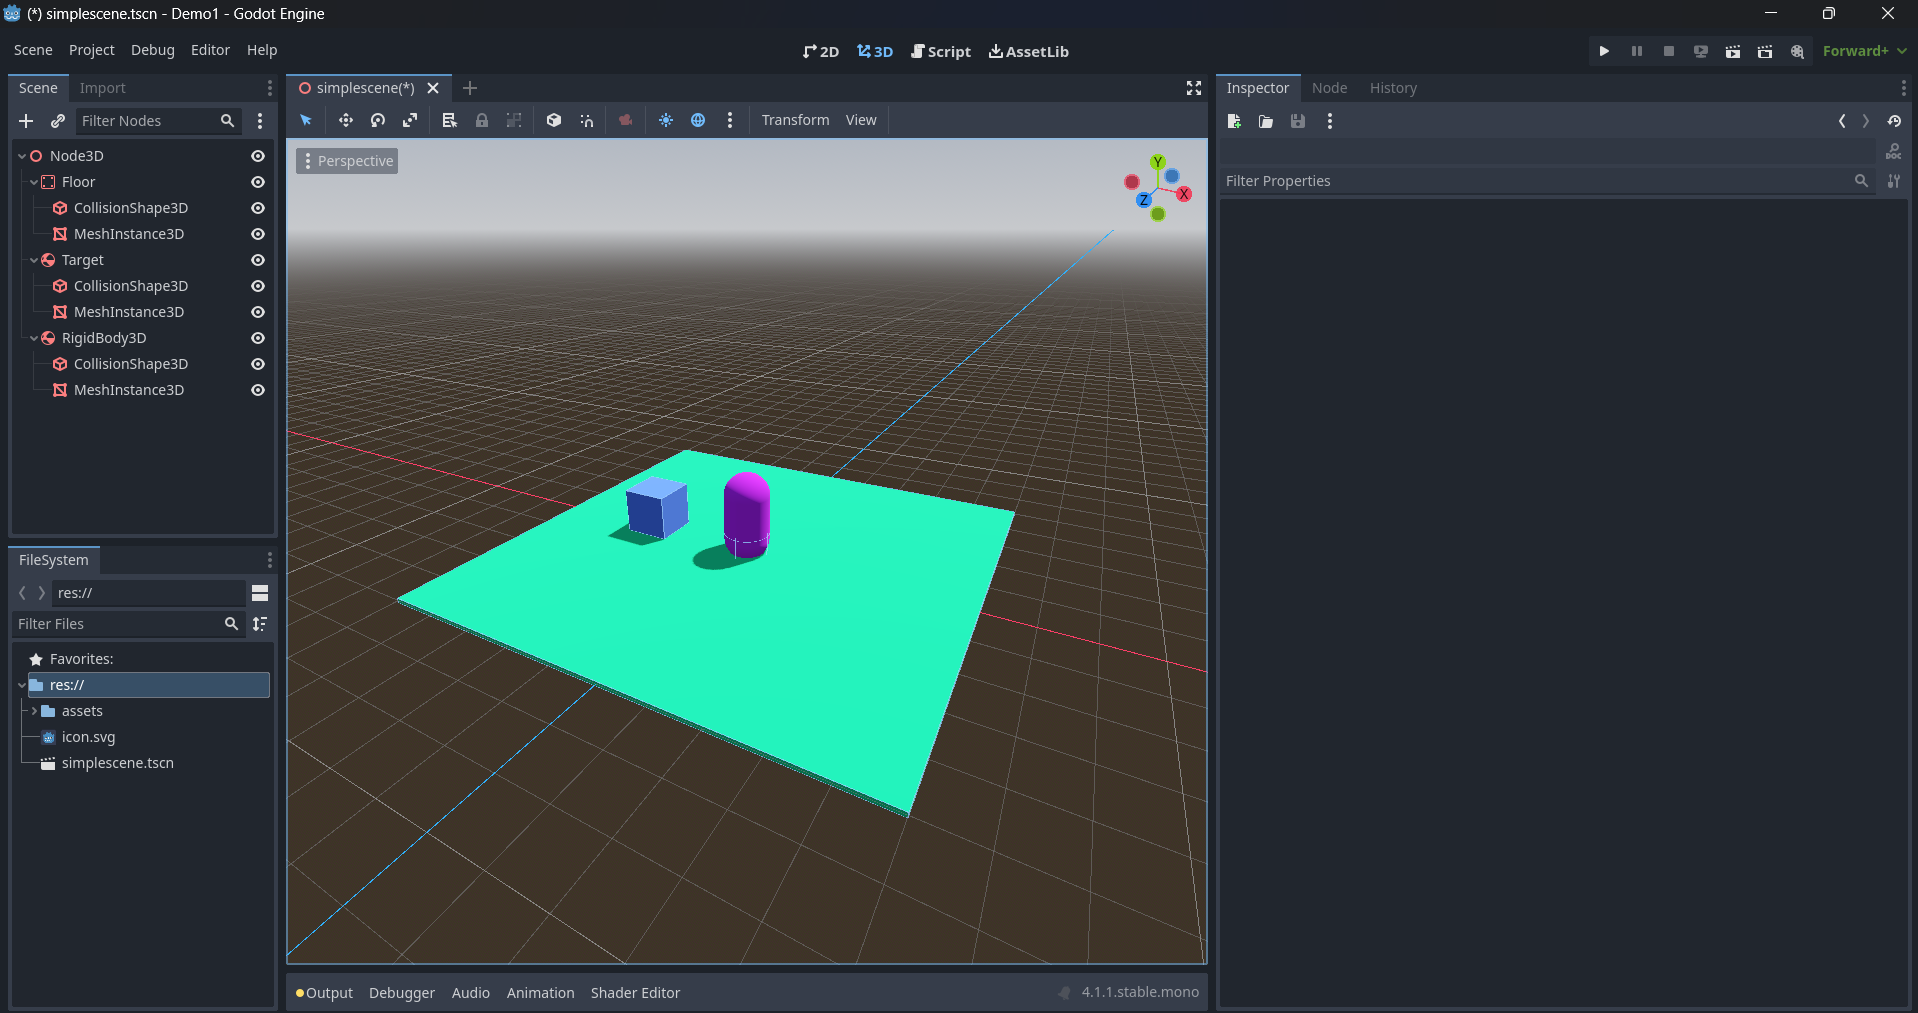 (*) simplescene.tscn - Demo1 - Godot Engine
Scene Project Debug Editor Help
2D 3D Script AssetLib
Forward+
Scene Import
Filter Nodes
Node3D
Floor
CollisionShape3D
MeshInstance3D
Target
CollisionShape3D
MeshInstance3D
RigidBody3D
CollisionShape3D
MeshInstance3D
FileSystem
res://
Filter Files
Favorites:
res://
assets
icon.svg
simplescene.tscn
simplescene(*)
Transform View
Perspective
Y
X
Z
Output Debugger Audio Animation Shader Editor
4.1.1.stable.mono
Inspector Node History
DOC
Filter Properties